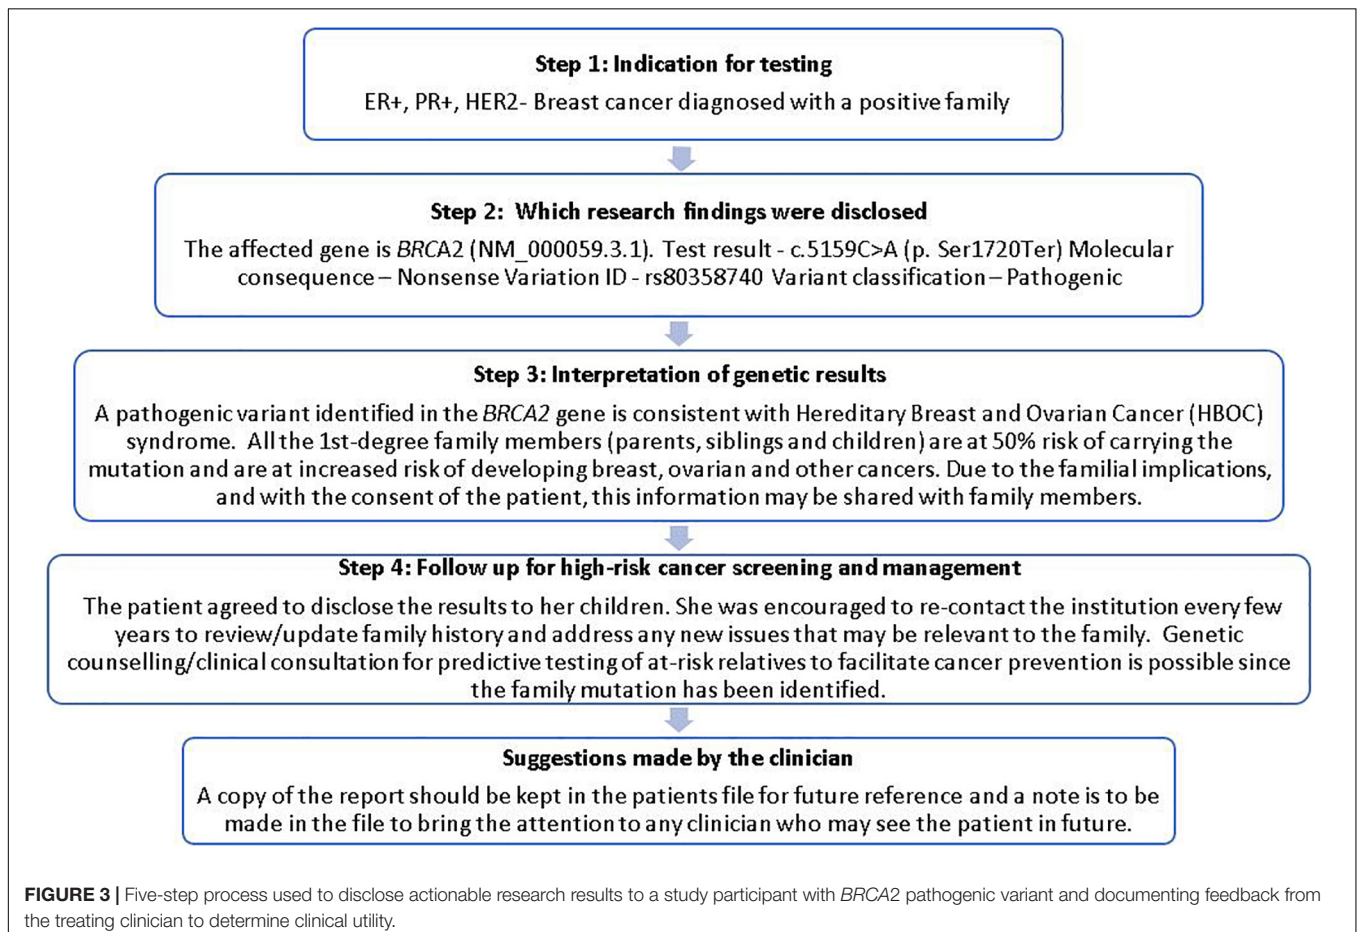 Step 1: Indication for testing
ER+, PR+, HER2- Breast cancer diagnosed with a positive family
Step 2: Which research findings were disclosed
The affected gene is BRCA2 (NM_000059.3.1). Test result - c.5159C>A (p. Ser1720Ter) Molecular
consequence – Nonsense Variation ID - rs80358740 Variant classification – Pathogenic
Step 3: Interpretation of genetic results
A pathogenic variant identified in the BRCA2 gene is consistent with Hereditary Breast and Ovarian Cancer (HBOC)
syndrome. All the 1st-degree family members (parents, siblings and children) are at 50% risk of carrying the
mutation and are at increased risk of developing breast, ovarian and other cancers. Due to the familial implications,
and with the consent of the patient, this information may be shared with family members.
Step 4: Follow up for high-risk cancer screening and management
The patient agreed to disclose the results to her children. She was encouraged to re-contact the institution every few
years to review/update family history and address any new issues that may be relevant to the family. Genetic
counselling/clinical consultation for predictive testing of at-risk relatives to facilitate cancer prevention is possible since
the family mutation has been identified.
Suggestions made by the clinician
A copy of the report should be kept in the patients file for future reference and a note is to be
made in the file to bring the attention to any clinician who may see the patient in future.
FIGURE 3 | Five-step process used to disclose actionable research results to a study participant with BRCA2 pathogenic variant and documenting feedback from
the treating clinician to determine clinical utility.